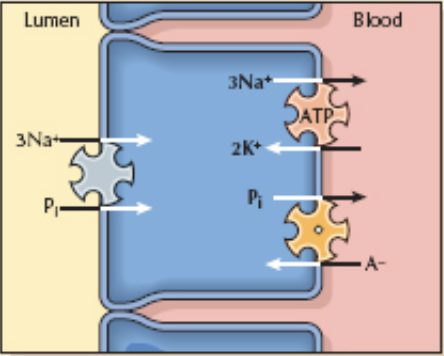 Lumen
Blood
3Na⁺
ATP
3Na⁺
2K⁺
Pᵢ
Pᵢ
A⁻